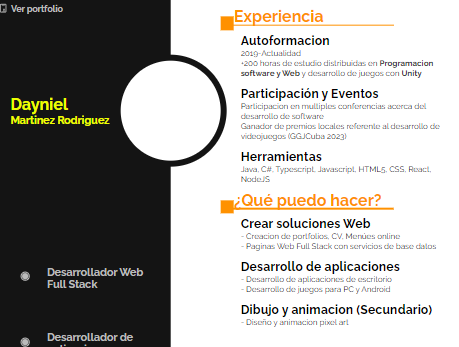 Ver portfolio
Dayniel
Martinez Rodriguez
Desarrollador Web
Full Stack
Desarrollador de
Experiencia
Autoformacion
2019-Actualidad
+200 horas de estudio distribuidas en Programacion
software y Web y desarrollo de juegos con Unity
Participación y Eventos
Participacion en multiples conferencias acerca del
desarrollo de software
Ganador de premios locales referente al desarrollo de
videojuegos (GGJCuba 2023)
Herramientas
Java, C#, Typescript, Javascript, HTML5, CSS, React,
NodeJS
¿Qué puedo hacer?
Crear soluciones Web
- Creacion de portfolios, CV, Menúes online
- Paginas Web Full Stack con servicios de base datos
Desarrollo de aplicaciones
- Desarrollo de aplicaciones de escritorio
- Desarrollo de juegos para PC y Android
Dibujo y animacion (Secundario)
- Diseño y animacion pixel art